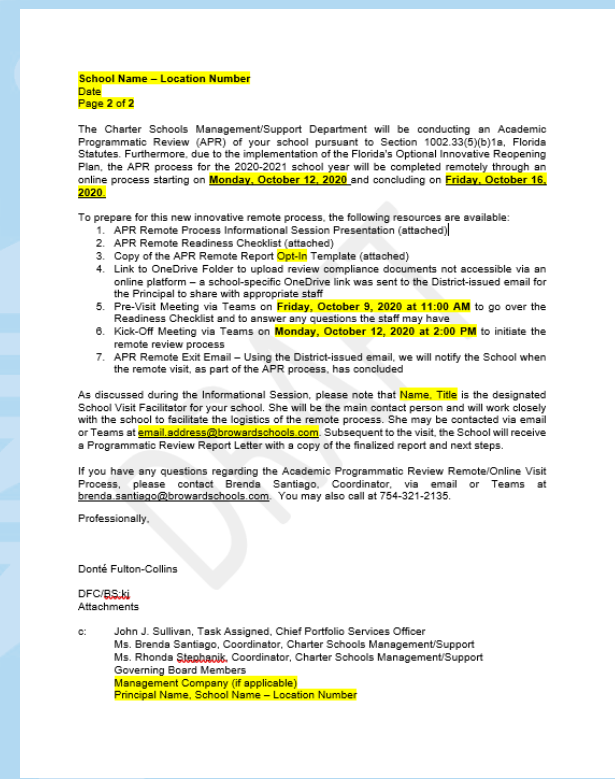 School Name – Location Number
Date
Page 2 of 2
The Charter Schools Management/Support Department will be conducting an Academic
Programmatic Review (APR) of your school pursuant to Section 1002.33(5)(b)1a, Florida
Statutes. Furthermore, due to the implementation of the Florida's Optional Innovative Reopening
Plan, the APR process for the 2020-2021 school year will be completed remotely through an
online process starting on Monday, October 12, 2020 and concluding on Friday, October 16,
2020.
To prepare for this new innovative remote process, the following resources are available:
1. APR Remote Process Informational Session Presentation (attached)
2. APR Remote Readiness Checklist (attached)
3. Copy of the APR Remote Report Opt-In Template (attached)
4. Link to OneDrive Folder to upload review compliance documents not accessible via an
online platform – a school-specific OneDrive link was sent to the District-issued email for
the Principal to share with appropriate staff
5. Pre-Visit Meeting via Teams on Friday, October 9, 2020 at 11:00 AM to go over the
Readiness Checklist and to answer any questions the staff may have
6. Kick-Off Meeting via Teams on Monday, October 12, 2020 at 2:00 PM to initiate the
remote review process
7. APR Remote Exit Email – Using the District-issued email, we will notify the School when
the remote visit, as part of the APR process, has concluded
As discussed during the Informational Session, please note that Name, Title is the designated
School Visit Facilitator for your school. She will be the main contact person and will work closely
with the school to facilitate the logistics of the remote process. She may be contacted via email
or Teams at email.address@browardschools.com. Subsequent to the visit, the School will receive
a Programmatic Review Report Letter with a copy of the finalized report and next steps.
If you have any questions regarding the Academic Programmatic Review Remote/Online Visit
Process, please contact Brenda Santiago, Coordinator, via email or Teams at
brenda.santiago@browardschools.com. You may also call at 754-321-2135.
Professionally,
Donté Fulton-Collins
DFC/BS:kj
Attachments
c: John J. Sullivan, Task Assigned, Chief Portfolio Services Officer
Ms. Brenda Santiago, Coordinator, Charter Schools Management/Support
Ms. Rhonda Stephanik, Coordinator, Charter Schools Management/Support
Governing Board Members
Management Company (if applicable)
Principal Name, School Name – Location Number
DRAFT